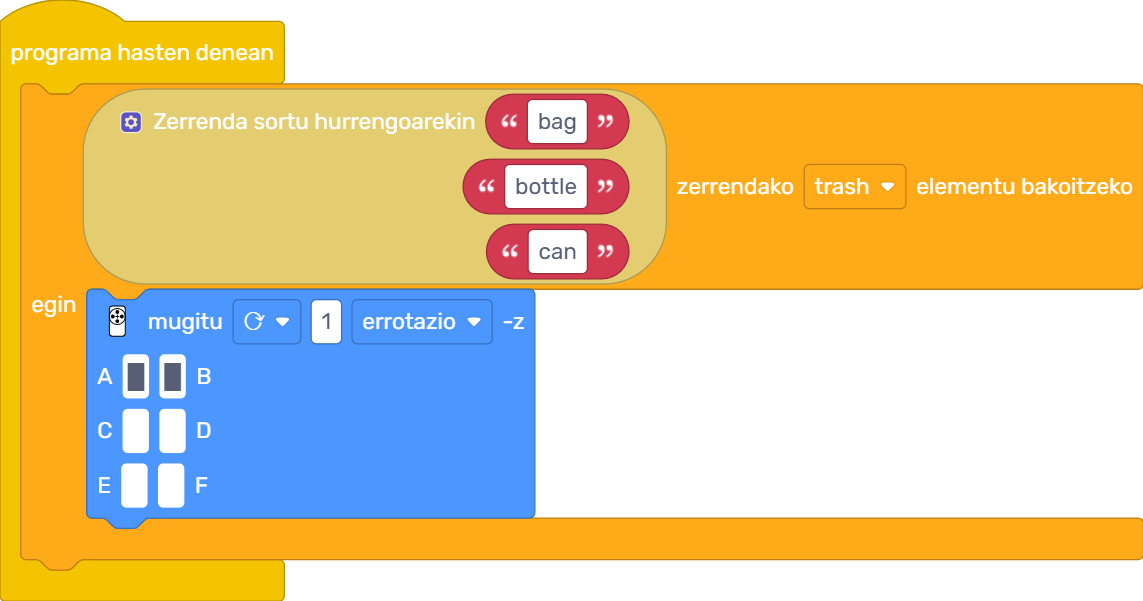 programa hasten denean
Zerrenda sortu hurrengoarekin “ bag ”
“ bottle ” zerrendako trash elementu bakoitzeko
“ can ”
egin
mugitu 1 errotazio -z
A B
C D
E F